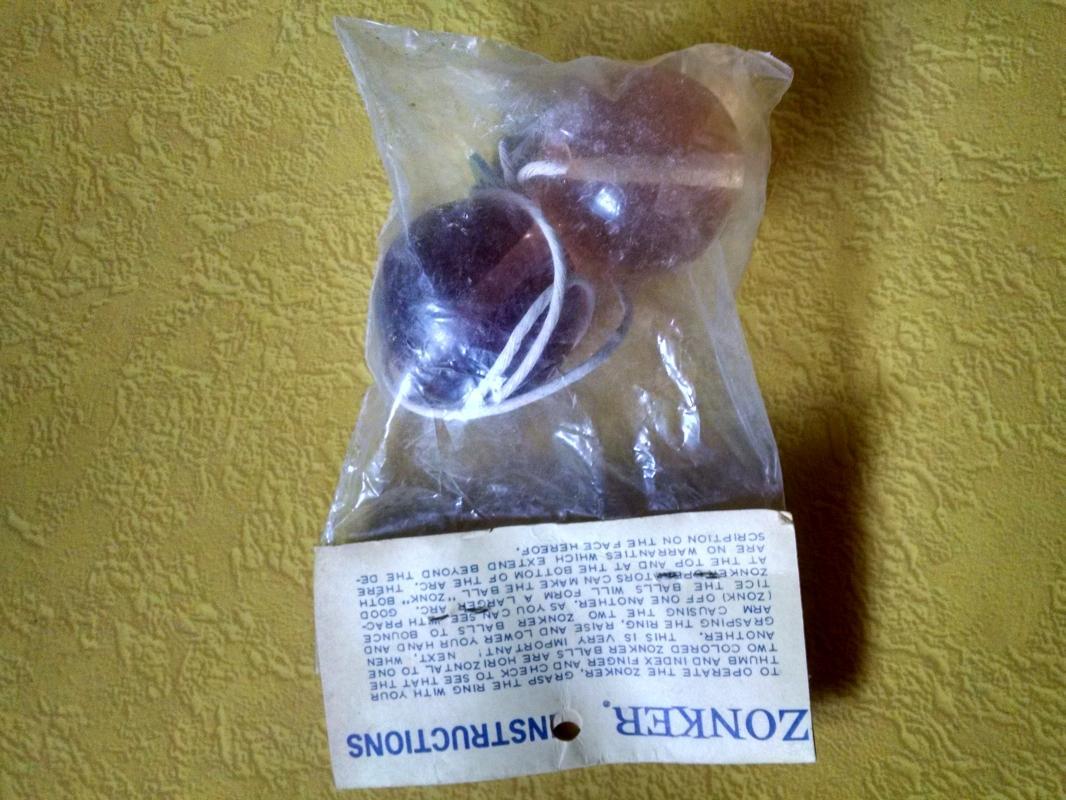 ZONKER® INSTRUCTIONS
TO OPERATE THE ZONKER, GRASP THE RING WITH YOUR
THUMB AND INDEX FINGER AND CHECK TO SEE THAT THE
TWO COLORED ZONKER BALLS ARE HORIZONTAL ONE TO
ANOTHER. THIS IS VERY IMPORTANT! NEXT, WHEN
GRASPING THE RING, RAISE AND LOWER YOUR HAND AND
ARM CAUSING THE TWO ZONKER BALLS TO BOUNCE
(ZONK) OFF ONE ANOTHER. AS YOU CAN SEE WITH PRAC-
TICE THE BALLS WILL FORM A LARGER ARC. GOOD
ZONKER OPERATORS CAN MAKE THE BALL "ZONK" BOTH
AT THE TOP AND AT THE BOTTOM OF THE ARC. THERE
ARE NO WARRANTIES WHICH EXTEND BEYOND THE DE-
SCRIPTION ON THE FACE HEREOF.